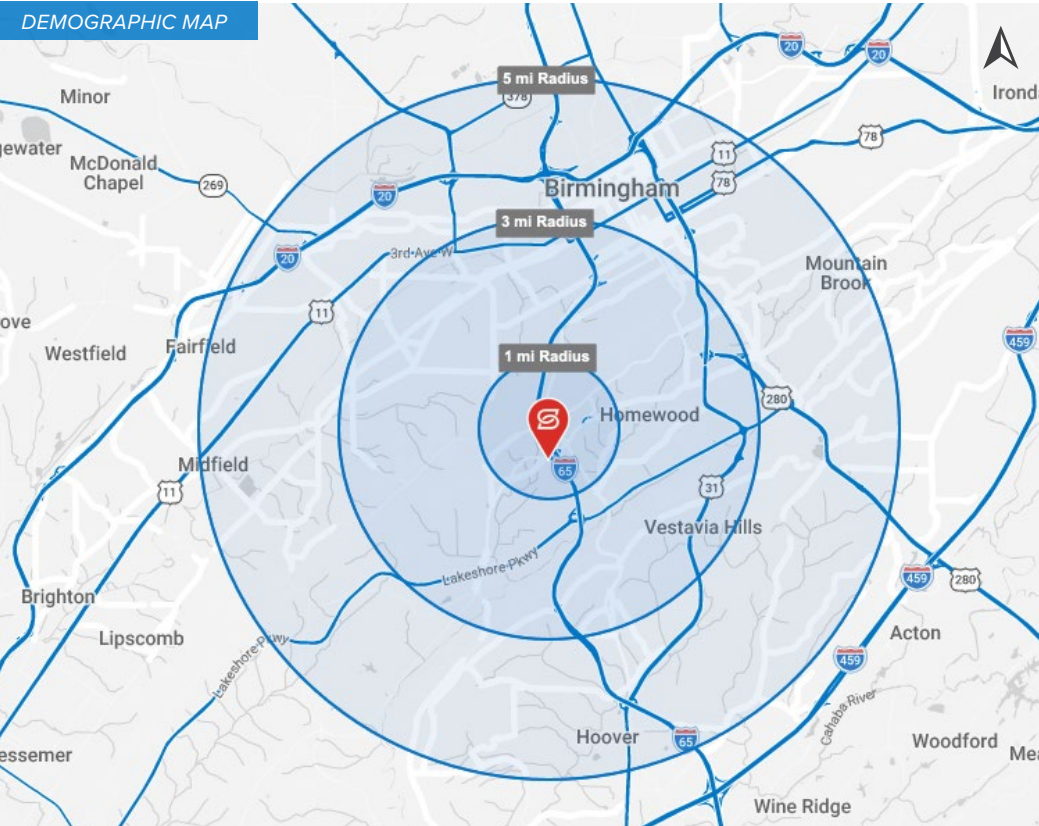 DEMOGRAPHIC MAP
20
20
5 mi Radius
378
Minor
Irond
78
gewater
11
McDonald
Chapel
78
269
20
Birmingham
3 mi Radius
3rd Ave W
20
Mountain
Brook
11
ove
459
Westfield
Fairfield
1 mi Radius
280
Homewood
Midfield
65
11
31
Vestavia Hills
Lakeshore Pkwy
459
280
Brighton
Lipscomb
Acton
Lakeshore Pkwy
459
Cahaba River
Hoover
65
Woodford
essemer
Mea
Wine Ridge